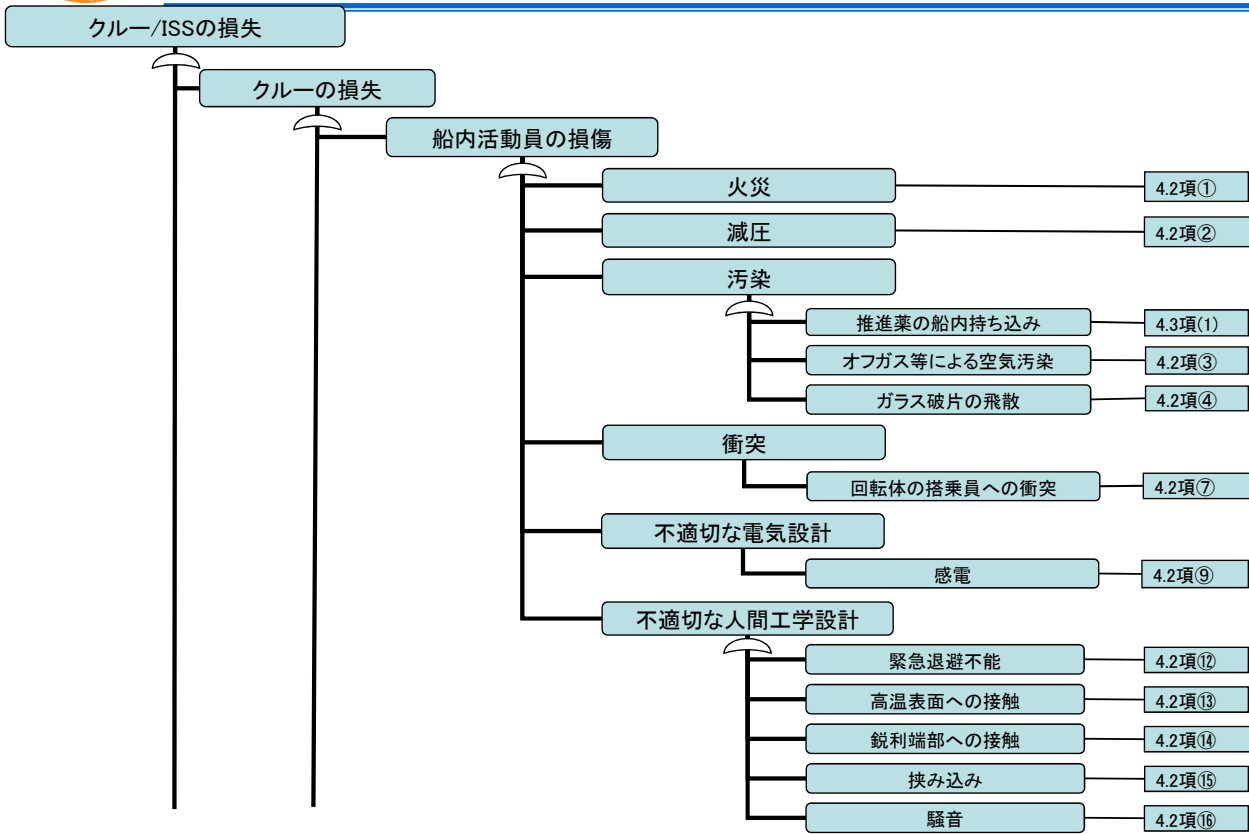 クルー/ISSの損失
クルーの損失
船内活動員の損傷
火災 4.2項①
減圧 4.2項②
汚染
推進薬の船内持ち込み 4.3項(1)
オフガス等による空気汚染 4.2項③
ガラス破片の飛散 4.2項④
衝突
回転体の搭乗員への衝突 4.2項⑦
不適切な電気設計
感電 4.2項⑨
不適切な人間工学設計
緊急退避不能 4.2項⑫
高温表面への接触 4.2項⑬
鋭利端部への接触 4.2項⑭
挟み込み 4.2項⑮
騒音 4.2項⑯